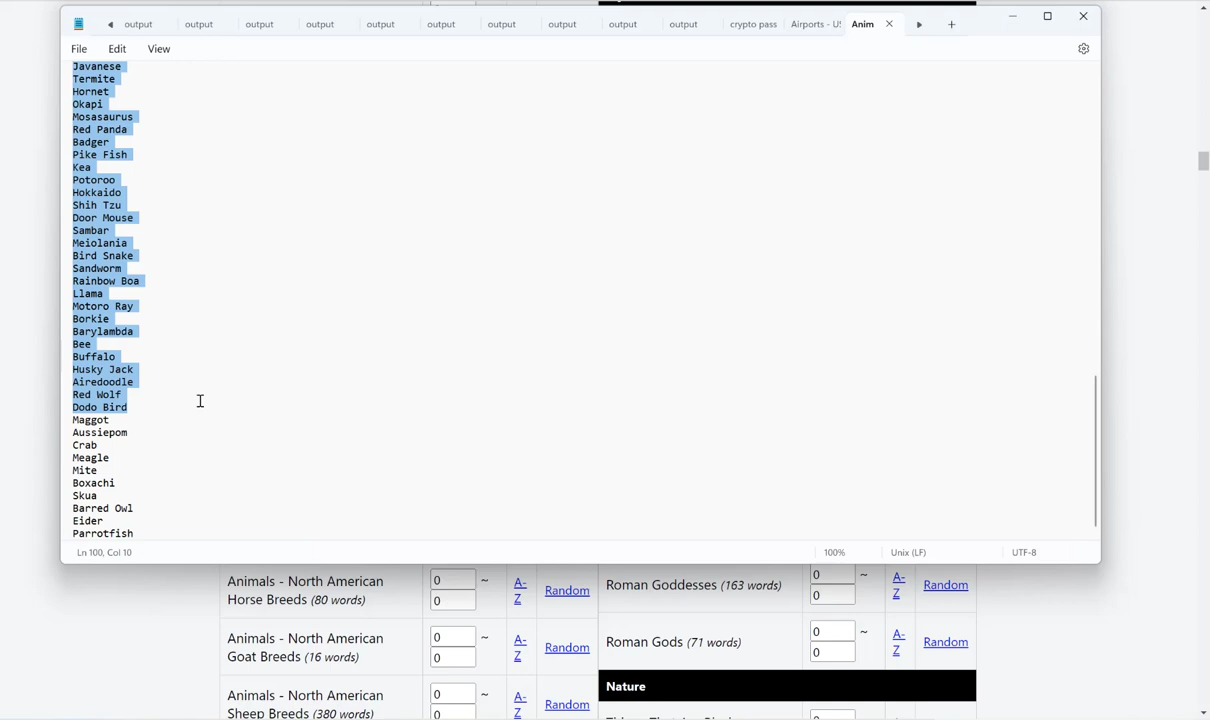 output output output output output output output output output output crypto pass Airports - US Anim
File Edit View
Javanese
Termite
Hornet
Okapi
Mosasaurus
Red Panda
Badger
Pike Fish
Kea
Potoroo
Hokkaido
Shih Tzu
Door Mouse
Sambar
Meiolania
Bird Snake
Sandworm
Rainbow Boa
Llama
Motoro Ray
Borkie
Barylambda
Bee
Buffalo
Husky Jack
Airedoodle
Red Wolf
Dodo Bird
Maggot
Aussiepom
Crab
Meagle
Mite
Boxachi
Skua
Barred Owl
Eider
Parrotfish
Ln 100, Col 10 100% Unix (LF) UTF-8
Animals - North American
Horse Breeds (80 words)
0 ~
0
A-
Z
Random
Roman Goddesses (163 words)
0 ~
0
A-
Z
Random
Animals - North American
Goat Breeds (16 words)
0 ~
0
A-
Z
Random
Roman Gods (71 words)
0 ~
0
A-
Z
Random
Animals - North American
Sheep Breeds (380 words)
0 ~
0
A-
Z
Random
Nature